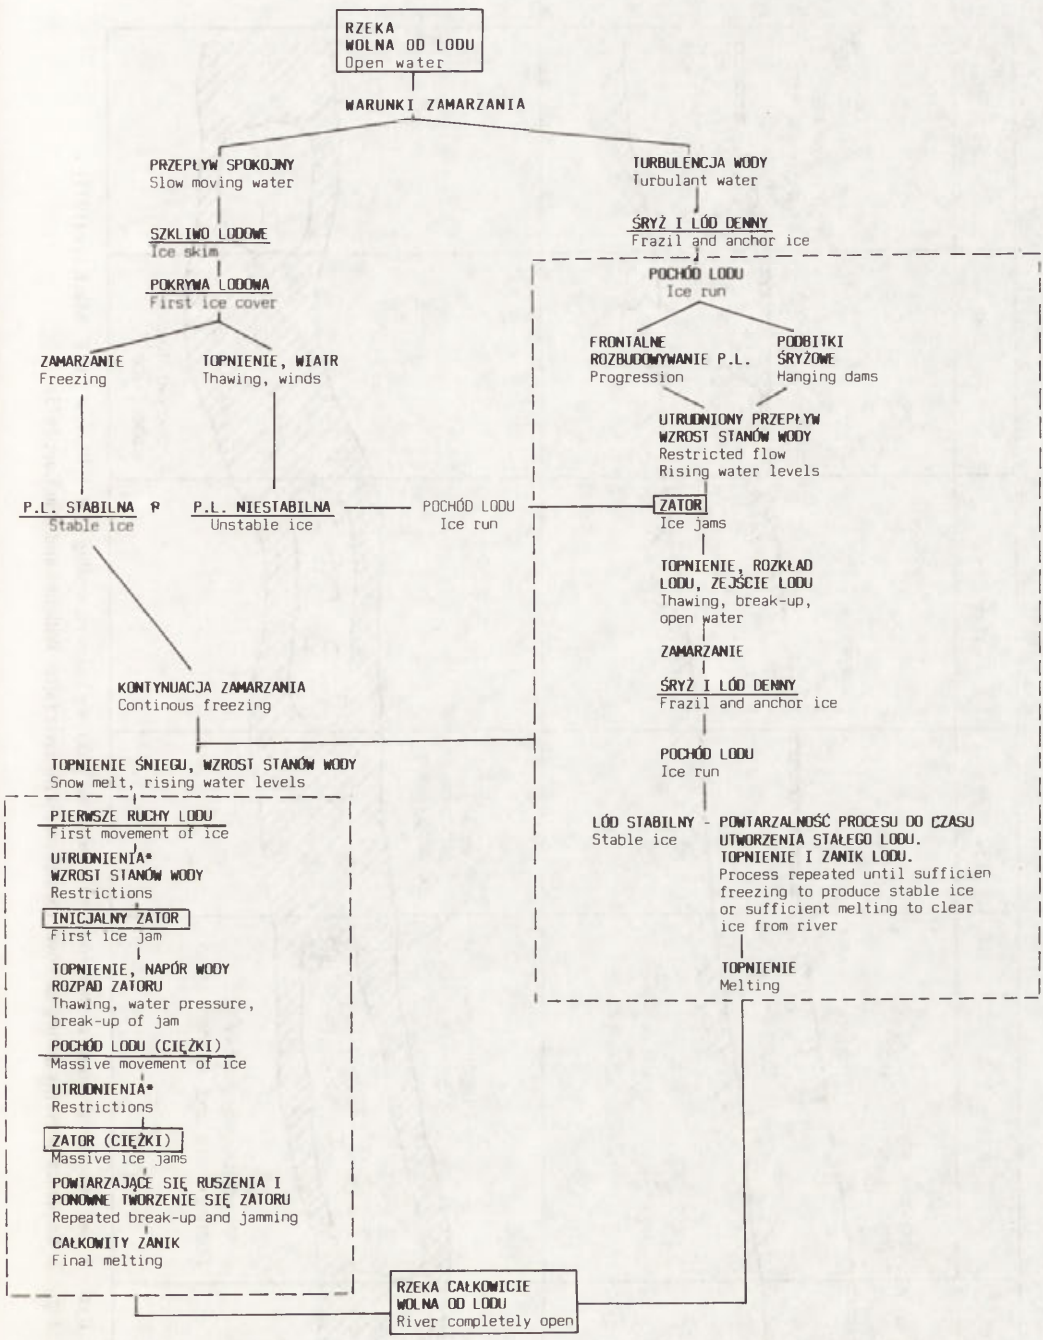 RZEKA
WOLNA OD LODU
Open water
WARUNKI ZAMARZANIA
PRZEPŁYW SPOKOJNY
Slow moving water
SZKLIWO LODOWE
Ice skim
POKRYWA LODOWA
First ice cover
ZAMARZANIE
Freezing
TOPNIENIE, WIATR
Thawing, winds
P.L. STABILNA
Stable ice
P.L. NIESTABILNA
Unstable ice
POCHÓD LODU
Ice run
TURBULENCJA WODY
Turbulant water
ŚRYŻ I LÓD DENNY
Frazil and anchor ice
POCHÓD LODU
Ice run
FRONTALNE
ROZBUDOWYWANIE P.L.
Progression
PODBITKI
ŚRYŻOWE
Hanging dams
UTRUDNIONY PRZEPŁYW
WZROST STANÓW WODY
Restricted flow
Rising water levels
ZATOR
Ice jams
TOPNIENIE, ROZKŁAD
LODU, ZEJŚCIE LODU
Thawing, break-up,
open water
ZAMARZANIE
ŚRYŻ I LÓD DENNY
Frazil and anchor ice
POCHÓD LODU
Ice run
LÓD STABILNY - POWTARZALNOŚĆ PROCESU DO CZASU
Stable ice
UTWORZENIA STAŁEGO LODU.
TOPNIENIE I ZANIK LODU.
Process repeated until sufficien
freezing to produce stable ice
or sufficient melting to clear
ice from river
TOPNIENIE
Melting
KONTYNUACJA ZAMARZANIA
Continous freezing
TOPNIENIE ŚNIEGU, WZROST STANÓW WODY
Snow melt, rising water levels
PIERWSZE RUCHY LODU
First movement of ice
UTRUDNIENIA*
WZROST STANÓW WODY
Restrictions
INICJALNY ZATOR
First ice jam
TOPNIENIE, NAPÓR WODY
ROZPAD ZATORU
Thawing, water pressure,
break-up of jam
POCHÓD LODU (CIĘŻKI)
Massive movement of ice
UTRUDNIENIA*
Restrictions
ZATOR (CIĘŻKI)
Massive ice jams
POWTARZAJĄCE SIĘ RUSZENIA I
PONOWNE TWORZENIE SIĘ ZATORU
Repeated break-up and jamming
CAŁKOWITY ZANIK
Final melting
RZEKA CAŁKOWICIE
WOLNA OD LODU
River completely open